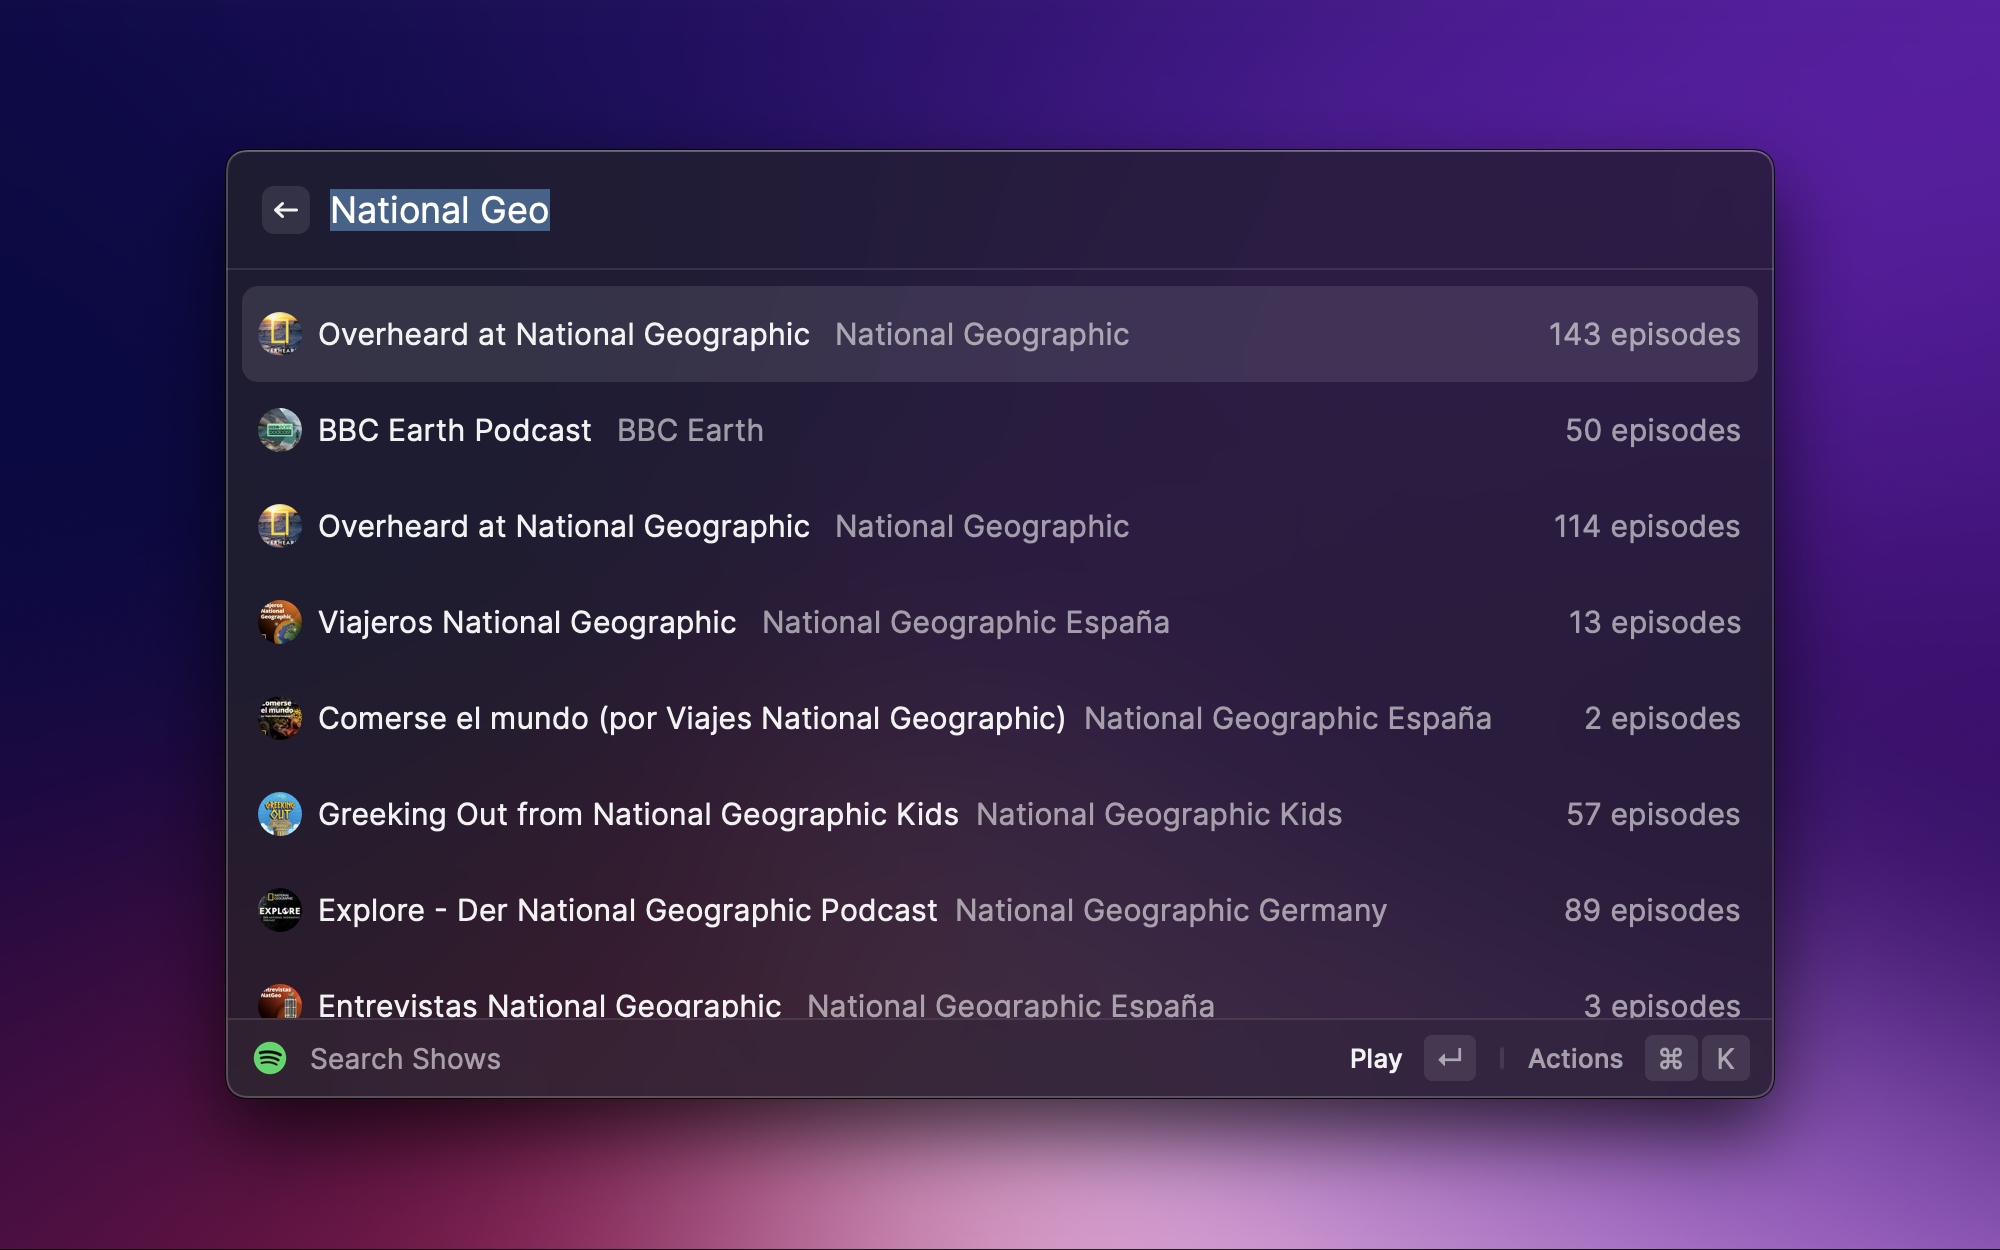 National Geo
Overheard at National Geographic National Geographic 143 episodes
BBC Earth Podcast BBC Earth 50 episodes
Overheard at National Geographic National Geographic 114 episodes
Viajeros National Geographic National Geographic España 13 episodes
Comerse el mundo (por Viajes National Geographic) National Geographic España 2 episodes
Greeking Out from National Geographic Kids National Geographic Kids 57 episodes
Explore - Der National Geographic Podcast National Geographic Germany 89 episodes
Entrevistas National Geographic National Geographic España 3 episodes
Search Shows Play ↵ Actions ⌘ K